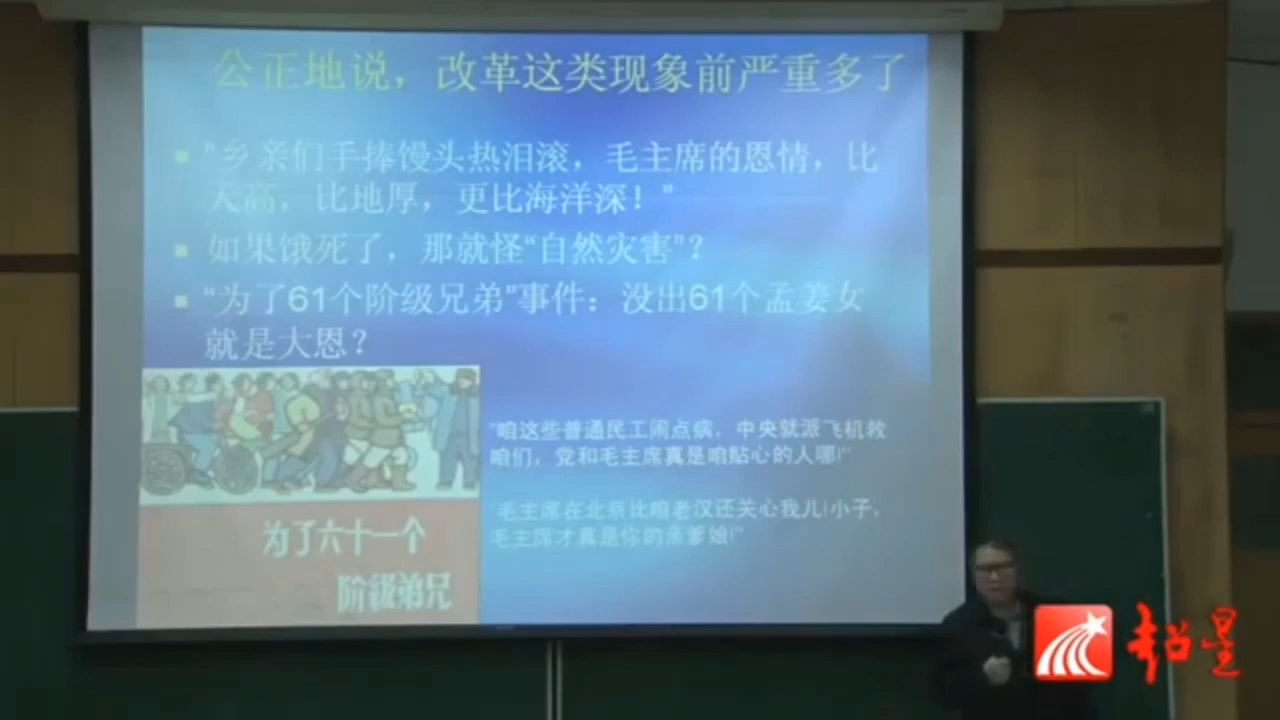 公正地说，改革这类现象前严重多了
“乡亲们手捧馒头热泪滚，毛主席的恩情，比
天高，比地厚，更比海洋深！”
如果饿死了，那就怪“自然灾害”？
“为了61个阶级兄弟”事件：没出61个孟姜女
就是大恩？
“咱这些普通民工闹点病，中央就派飞机救
咱们，党和毛主席真是咱贴心的人哪！”
“毛主席在北京比咱老汉还关心我儿！小子，
毛主席才真是你的亲爹娘！”
为了六十一个
阶级弟兄
超星